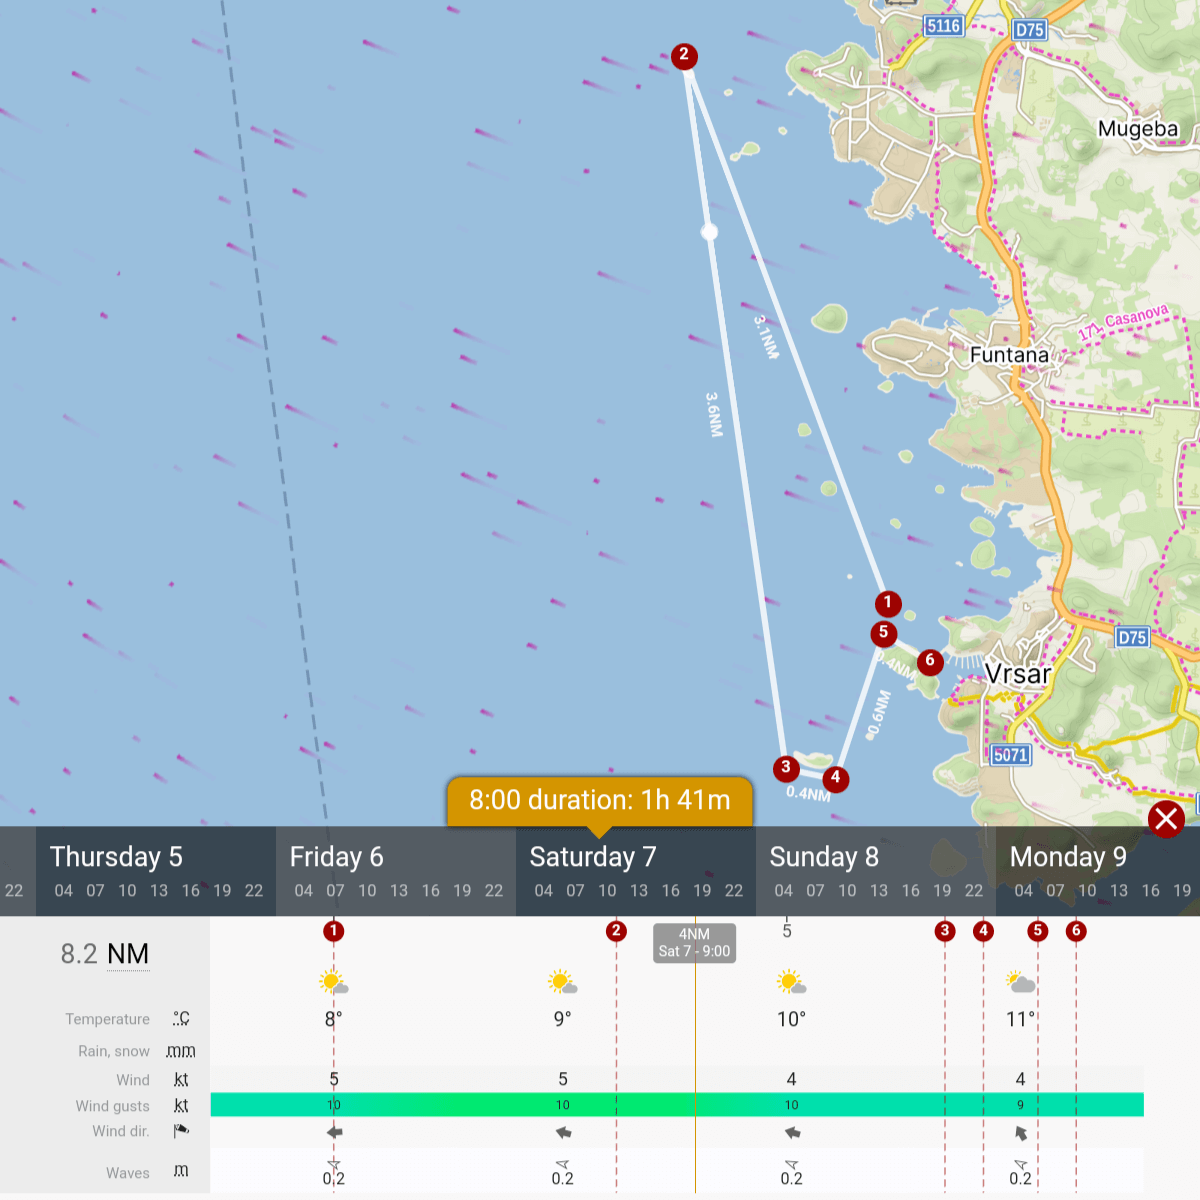 5116
D75
2
Mugeba
171, Casanova
3.1NM
Funtana
3.6NM
1
5
D75
0.4NM
6
Vrsar
0.6NM
5071
3
4
0.4NM
8:00 duration: 1h 41m
Thursday 5
Friday 6
Saturday 7
Sunday 8
Monday 9
22
04 07 10 13 16 19 22
04 07 10 13 16 19 22
04 07 10 13 16 19 22
04 07 10 13 16 19 22
04 07 10 13 16 19
1
2
4NM
Sat 7 - 9:00
5
3
4
5
6
8.2 NM
Temperature °C 8° 9° 10° 11°
Rain, snow mm
Wind kt 5 5 4 4
Wind gusts kt 10 10 10 9
Wind dir.
Waves m 0.2 0.2 0.2 0.2